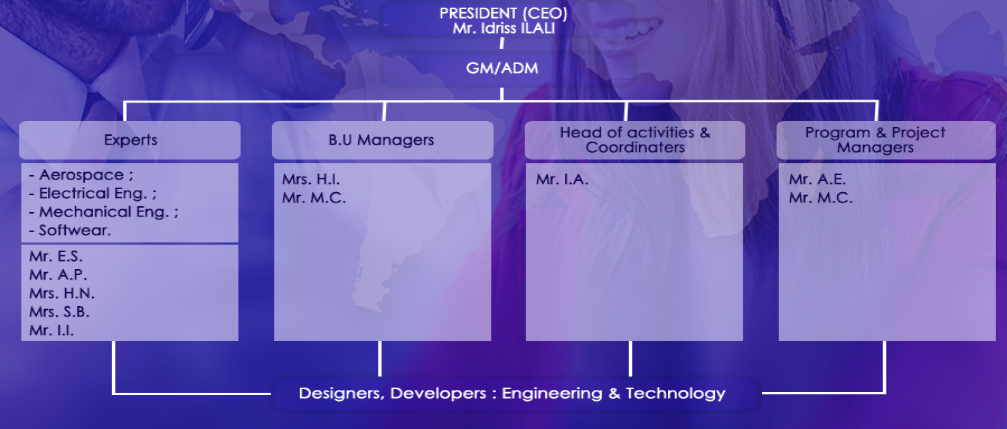 PRESIDENT (CEO)
Mr. Idriss ILALI
GM/ADM
Experts
- Aerospace ;
- Electrical Eng. ;
- Mechanical Eng. ;
- Softwear.
Mr. E.S.
Mr. A.P.
Mrs. H.N.
Mrs. S.B.
Mr. I.I.
B.U Managers
Mrs. H.I.
Mr. M.C.
Head of activities &
Coordinaters
Mr. I.A.
Program & Project
Managers
Mr. A.E.
Mr. M.C.
Designers, Developers : Engineering & Technology